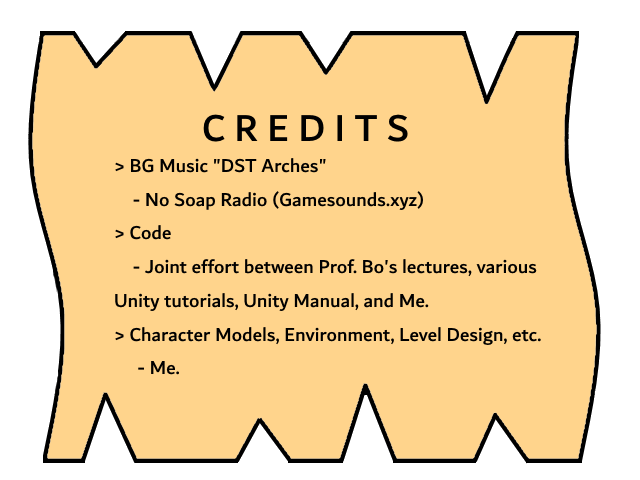 CREDITS
> BG Music "DST Arches"
- No Soap Radio (Gamesounds.xyz)
> Code
- Joint effort between Prof. Bo's lectures, various
Unity tutorials, Unity Manual, and Me.
> Character Models, Environment, Level Design, etc.
- Me.